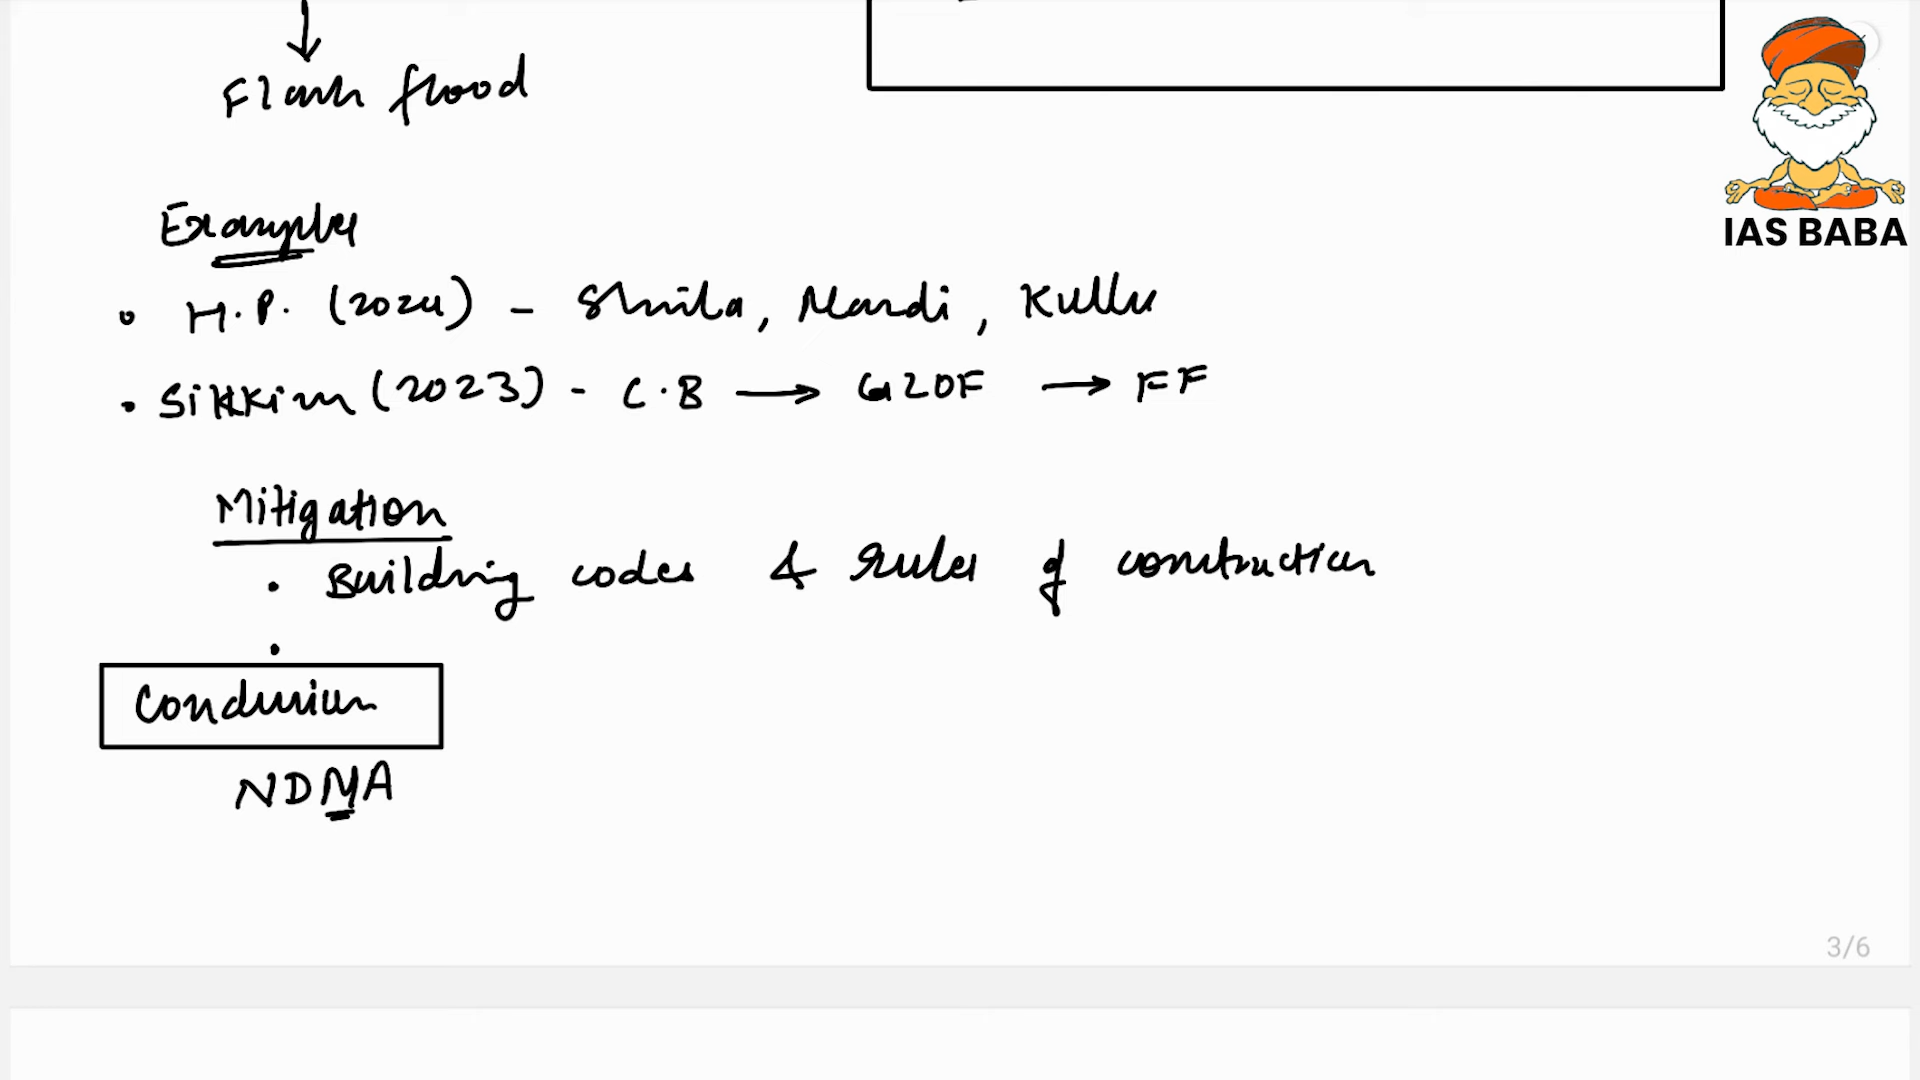 Flash flood
IAS BABA
Examples
• H.P. (2024) - Shimla, Mandi, Kullu
• Sikkim (2023) - C.B → GLOF → FF
Mitigation
• Building codes & rules of construction
•
Conclusion
NDMA
3/6